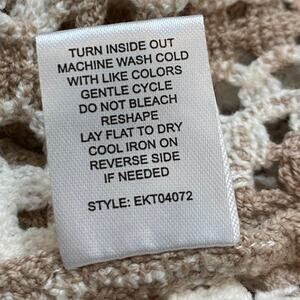 TURN INSIDE OUT
MACHINE WASH COLD
WITH LIKE COLORS
GENTLE CYCLE
DO NOT BLEACH
RESHAPE
LAY FLAT TO DRY
COOL IRON ON
REVERSE SIDE
IF NEEDED
STYLE: EKT04072